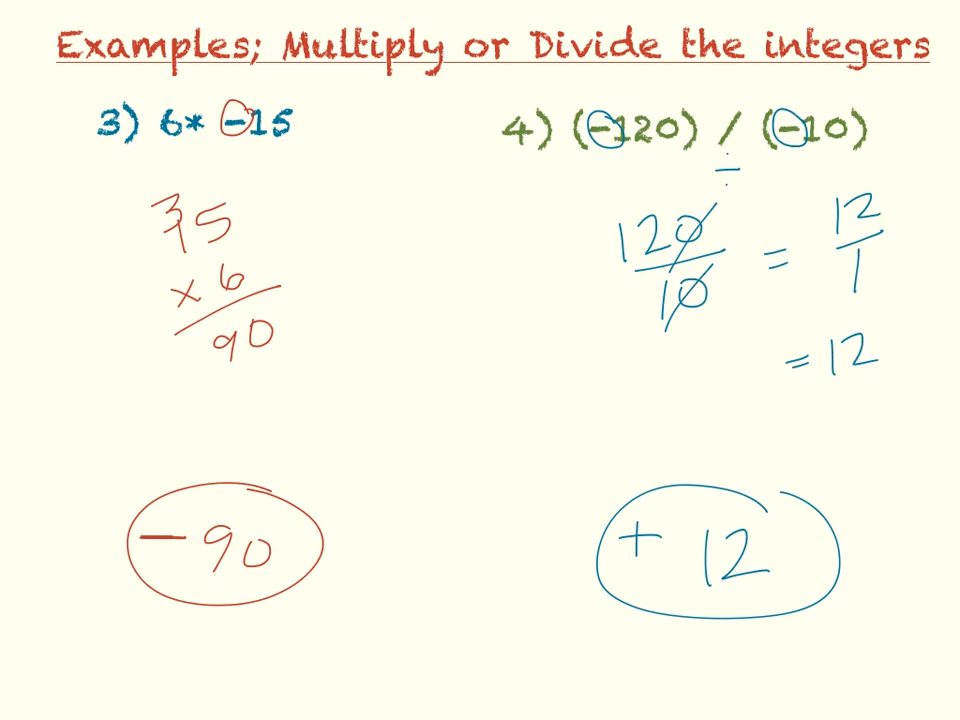 Examples; Multiply or Divide the integers
3) 6* -15
3
15
x 6
90
- 90
4) (-120) / (-10)
÷
120/10 = 12/1
= 12
+ 12